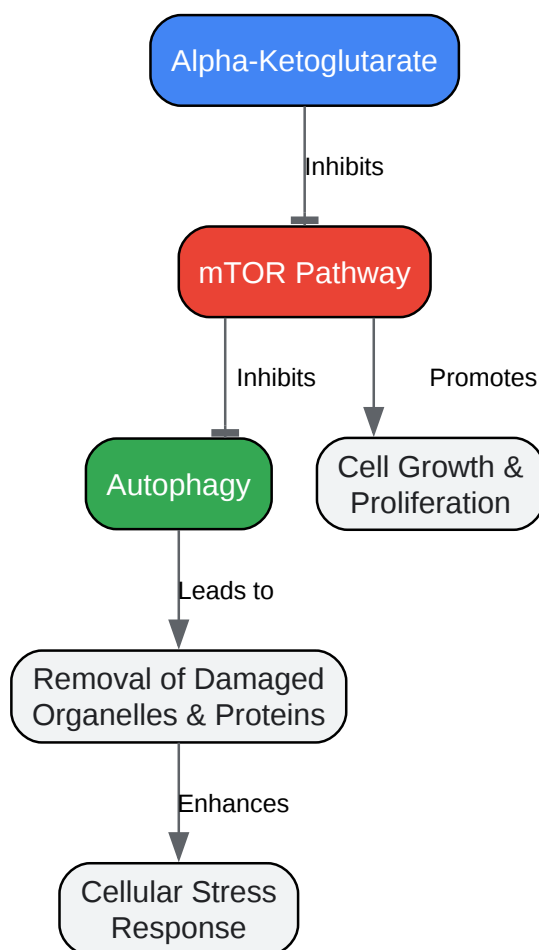 Alpha-Ketoglutarate
Inhibits
mTOR Pathway
Inhibits
Promotes
Autophagy
Cell Growth &
Proliferation
Leads to
Removal of Damaged
Organelles & Proteins
Enhances
Cellular Stress
Response